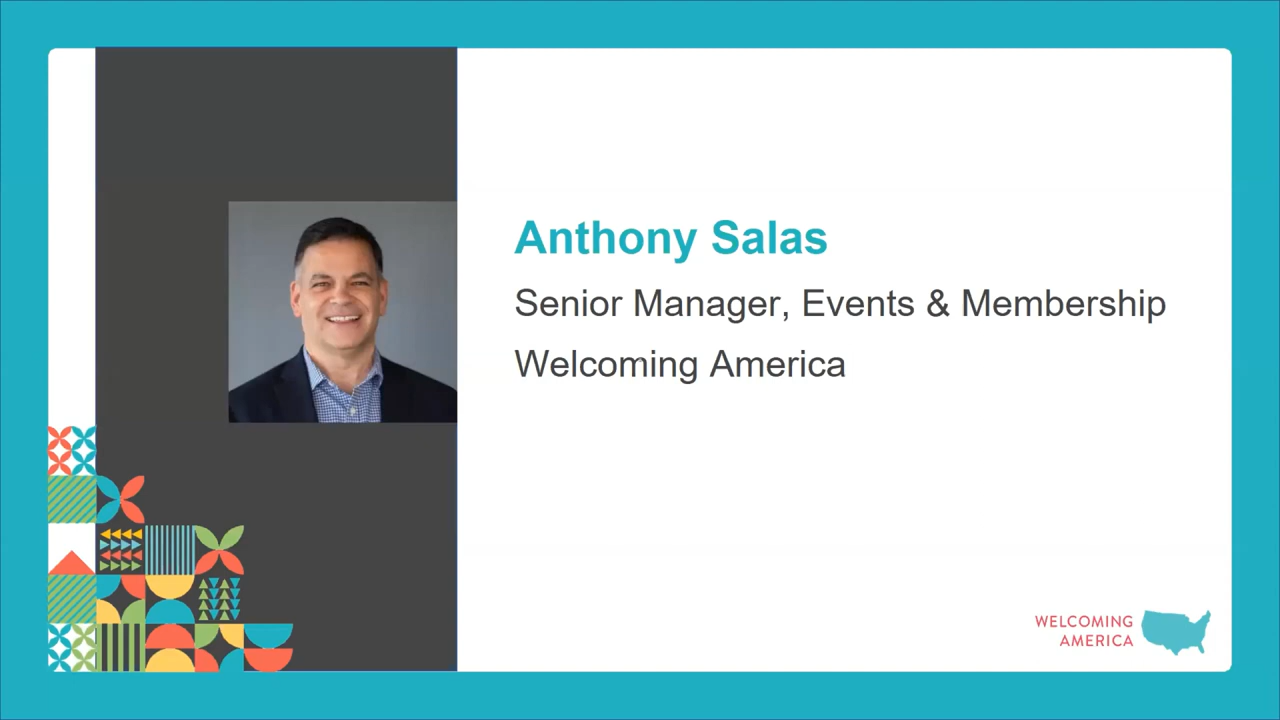 Anthony Salas
Senior Manager, Events & Membership
Welcoming America
WELCOMING
AMERICA